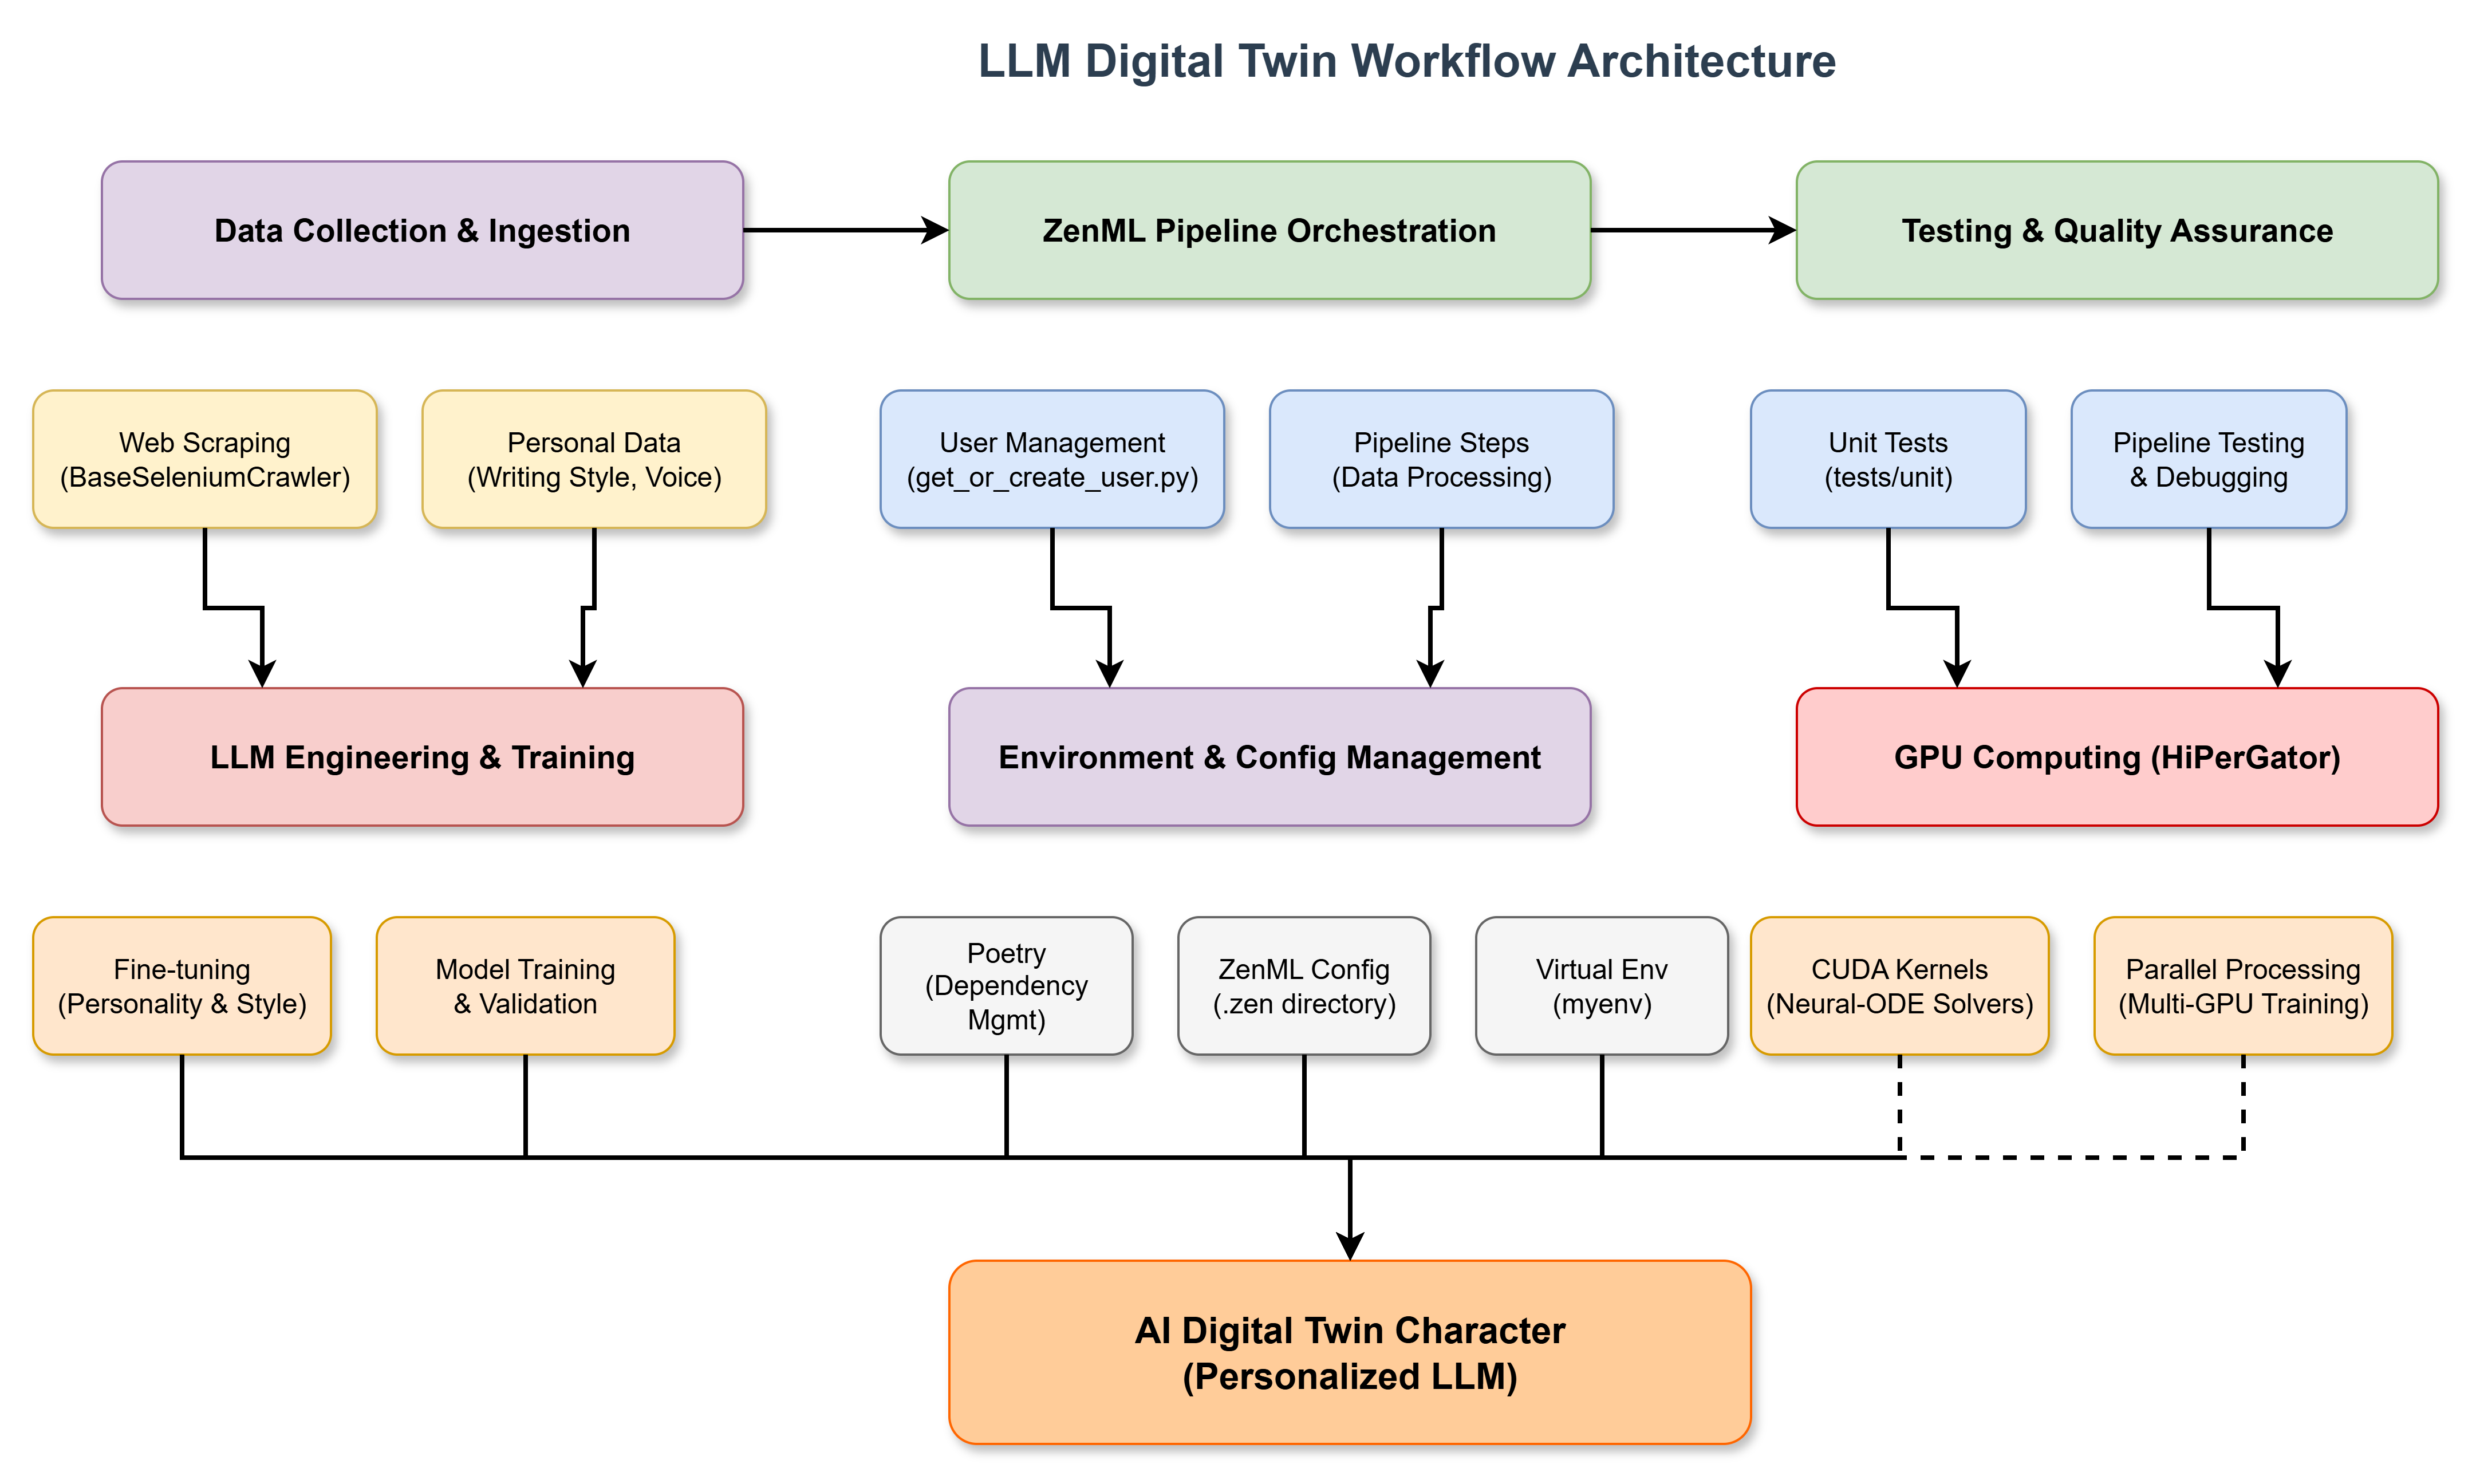 LLM Digital Twin Workflow Architecture
Data Collection & Ingestion
ZenML Pipeline Orchestration
Testing & Quality Assurance
Web Scraping
(BaseSeleniumCrawler)
Personal Data
(Writing Style, Voice)
User Management
(get_or_create_user.py)
Pipeline Steps
(Data Processing)
Unit Tests
(tests/unit)
Pipeline Testing
& Debugging
LLM Engineering & Training
Environment & Config Management
GPU Computing (HiPerGator)
Fine-tuning
(Personality & Style)
Model Training
& Validation
Poetry
(Dependency
Mgmt)
ZenML Config
(.zen directory)
Virtual Env
(myenv)
CUDA Kernels
(Neural-ODE Solvers)
Parallel Processing
(Multi-GPU Training)
AI Digital Twin Character
(Personalized LLM)